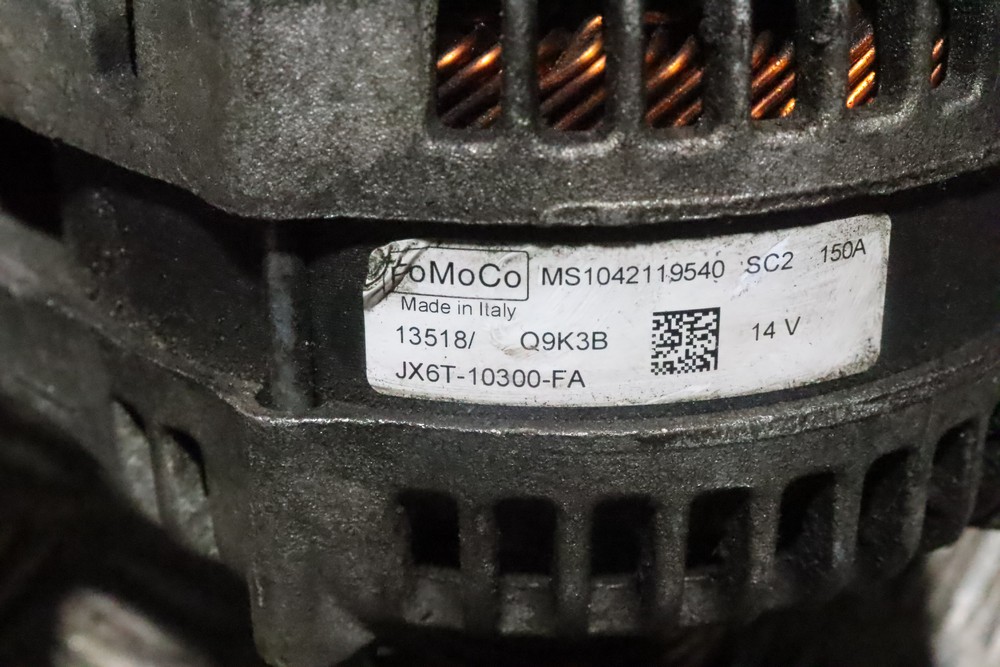 FoMoCo MS1042119540 SC2 150A
Made in Italy
13518/ Q9K3B 14 V
JX6T-10300-FA